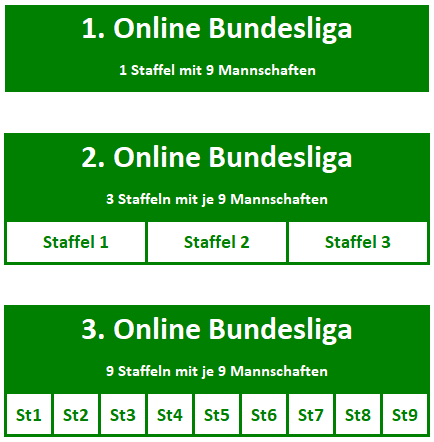 1. Online Bundesliga
1 Staffel mit 9 Mannschaften
2. Online Bundesliga
3 Staffeln mit je 9 Mannschaften
Staffel 1 Staffel 2 Staffel 3
3. Online Bundesliga
9 Staffeln mit je 9 Mannschaften
St1 St2 St3 St4 St5 St6 St7 St8 St9